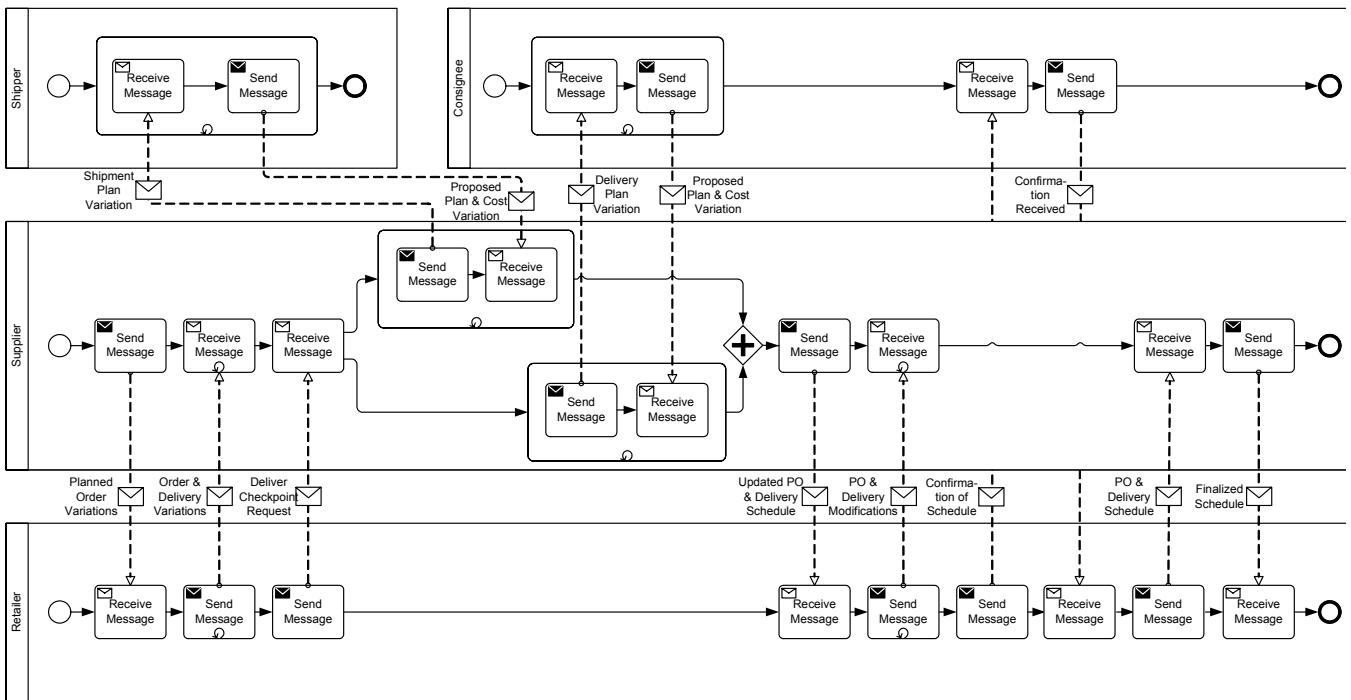 Shipper
Receive
Message
Send
Message
Consignee
Receive
Message
Send
Message
Receive
Message
Send
Message
Shipment
Plan
Variation
Proposed
Plan & Cost
Variation
Delivery
Plan
Variation
Proposed
Plan & Cost
Variation
Confirma-
tion
Received
Supplier
Send
Message
Receive
Message
Send
Message
Receive
Message
Receive
Message
Send
Message
Receive
Message
Send
Message
Receive
Message
Send
Message
Receive
Message
Receive
Message
Send
Message
Planned
Order
Variations
Order &
Delivery
Variations
Deliver
Checkpoint
Request
Updated PO
& Delivery
Schedule
PO &
Delivery
Modifications
Confirma-
tion of
Schedule
PO &
Delivery
Schedule
Finalized
Schedule
Retailer
Receive
Message
Send
Message
Send
Message
Receive
Message
Send
Message
Send
Message
Receive
Message
Send
Message
Receive
Message